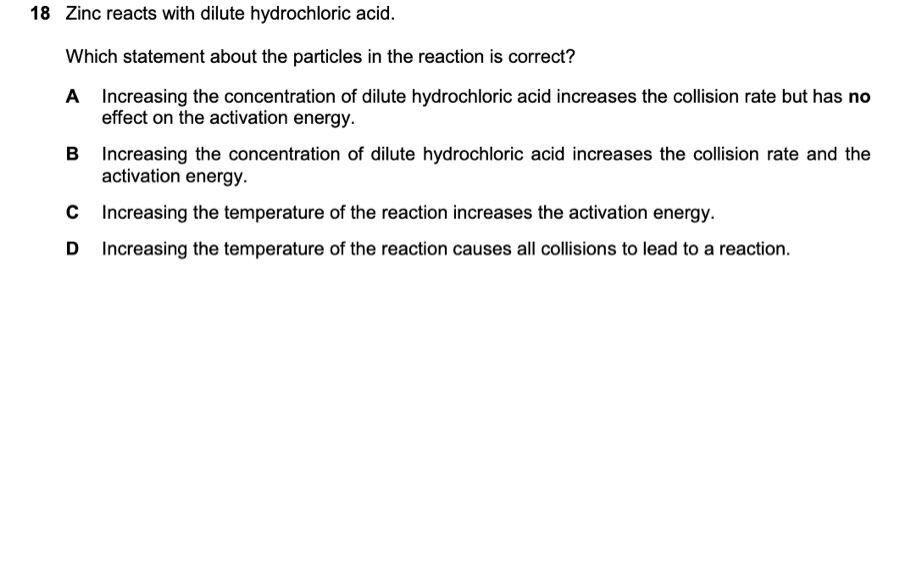 18 Zinc reacts with dilute hydrochloric acid.
Which statement about the particles in the reaction is correct?
A Increasing the concentration of dilute hydrochloric acid increases the collision rate but has no
effect on the activation energy.
B Increasing the concentration of dilute hydrochloric acid increases the collision rate and the
activation energy.
C Increasing the temperature of the reaction increases the activation energy.
D Increasing the temperature of the reaction causes all collisions to lead to a reaction.